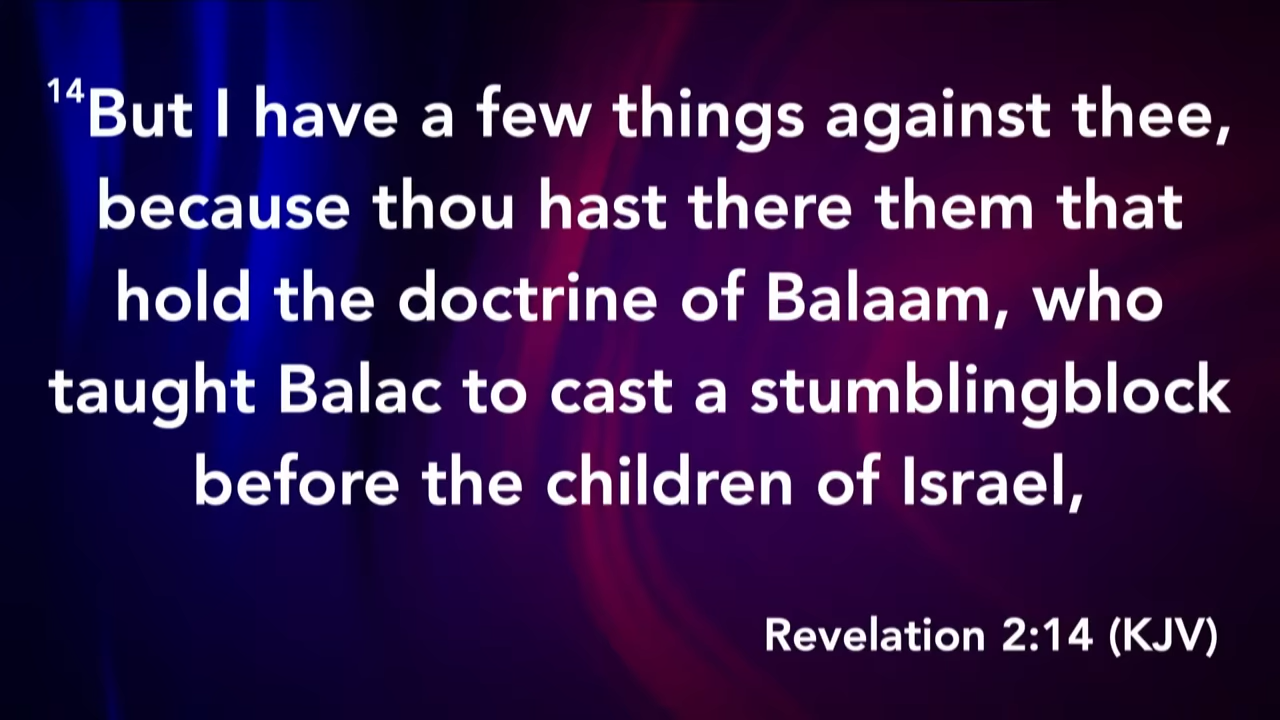 14But I have a few things against thee,
because thou hast there them that
hold the doctrine of Balaam, who
taught Balac to cast a stumblingblock
before the children of Israel,
Revelation 2:14 (KJV)